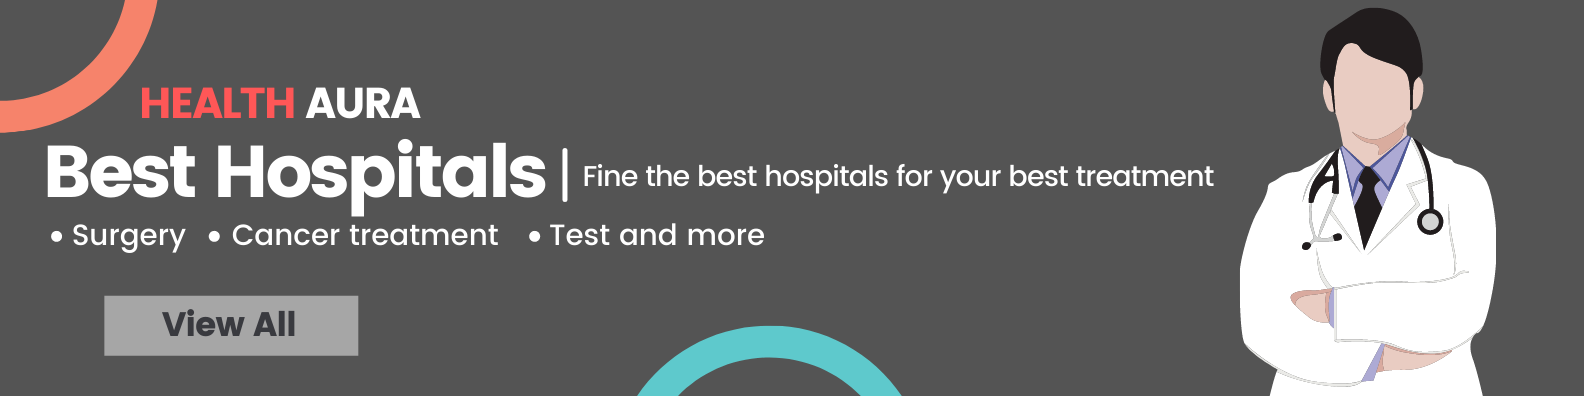 HEALTH AURA
Best Hospitals | Fine the best hospitals for your best treatment
• Surgery • Cancer treatment • Test and more
View All